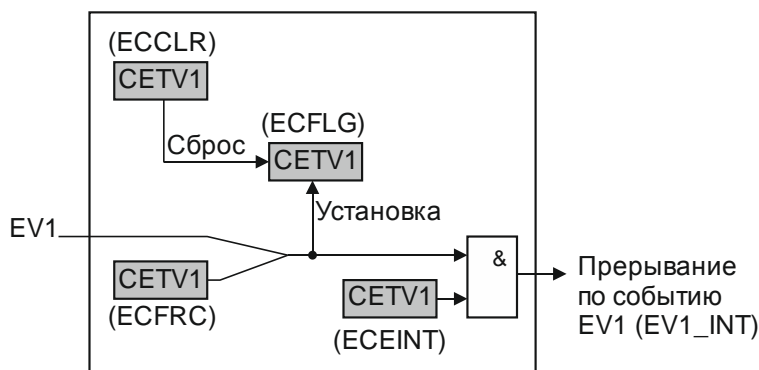 (ECCLR)
CETV1
(ECFLG)
Сброс
CETV1
Установка
EV1
&
CETV1
(ECFRC)
CETV1
(ECEINT)
Прерывание
по событию
EV1 (EV1_INT)